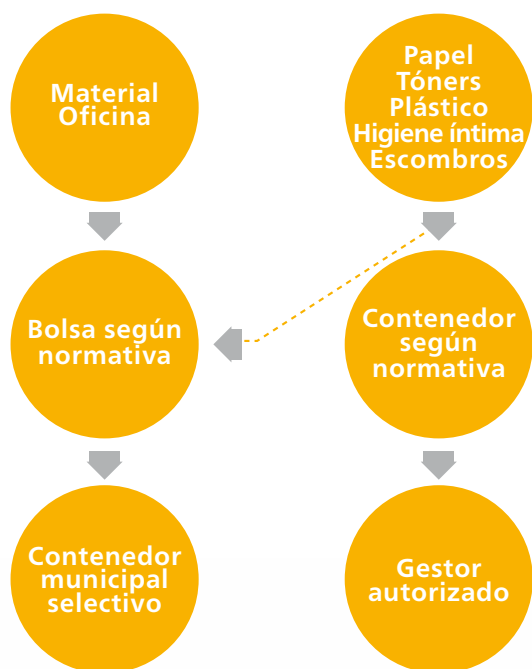 Material
Oficina
Papel
Tóners
Plástico
Higiene íntima
Escombros
Bolsa según
normativa
Contenedor
según
normativa
Contenedor
municipal
selectivo
Gestor
autorizado